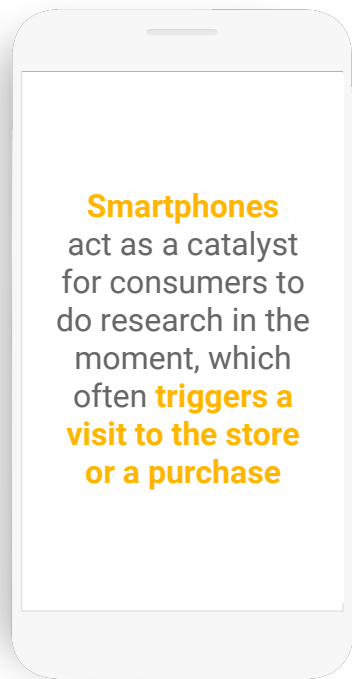 Smartphones
act as a catalyst
for consumers to
do research in the
moment, which
often triggers a
visit to the store
or a purchase